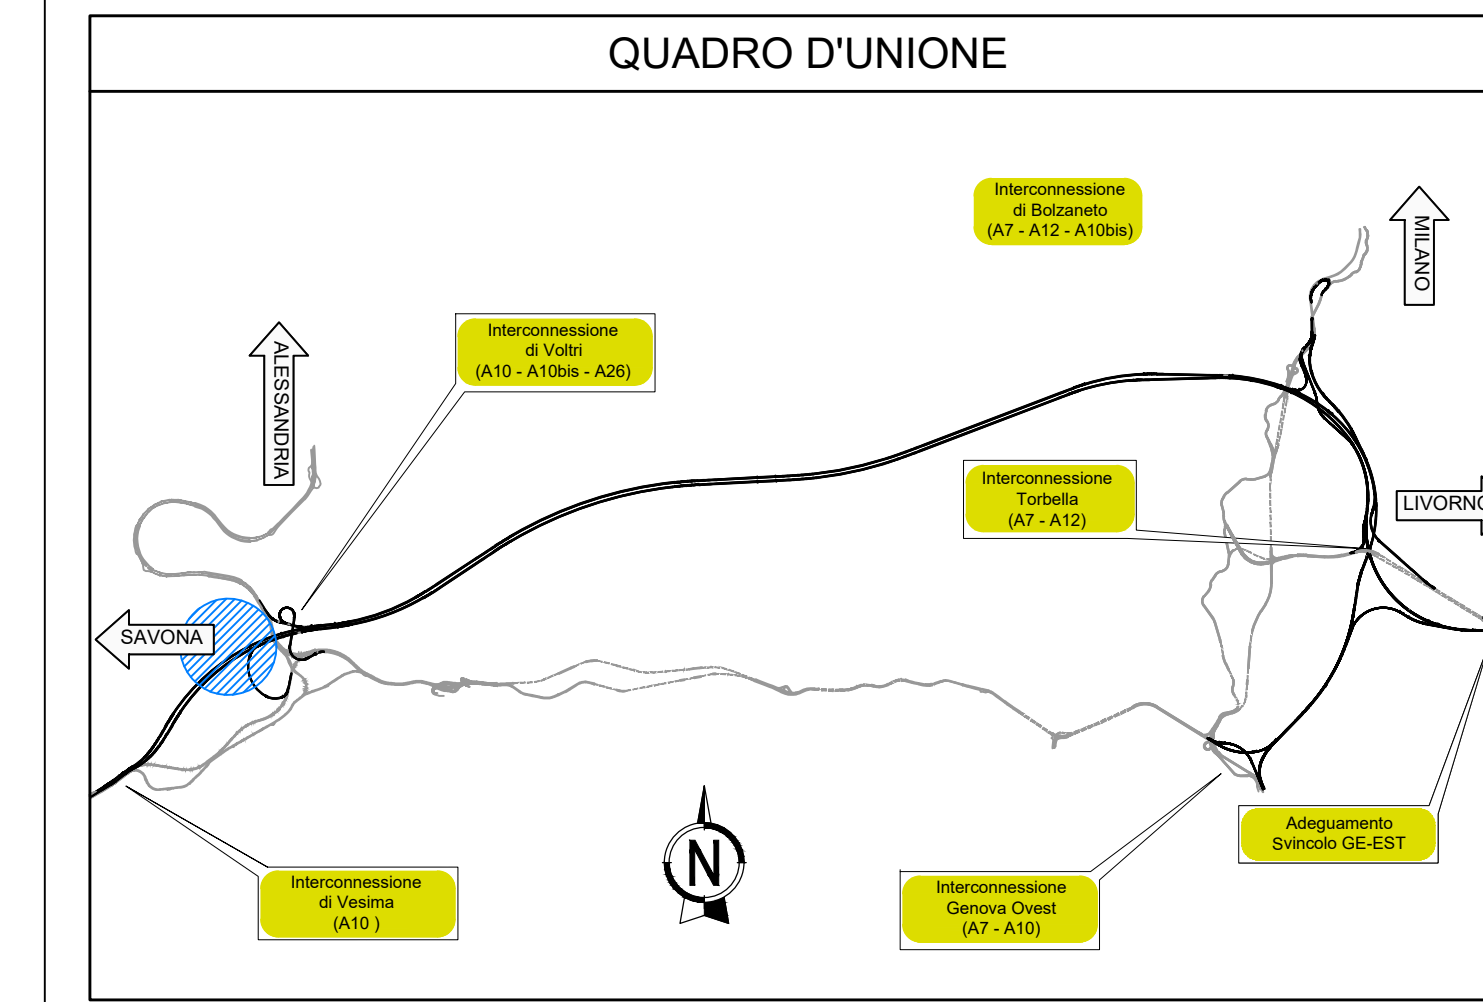 QUADRO D'UNIONE
Interconnessione
di Bolzaneto
(A7 - A12 - A10bis)
MILANO
Interconnessione
di Voltri
(A10 - A10bis - A26)
ALESSANDRIA
Interconnessione
Torbella
(A7 - A12)
LIVORNO
SAVONA
Adeguamento
Svincolo GE-EST
N
Interconnessione
di Vesima
(A10 )
Interconnessione
Genova Ovest
(A7 - A10)